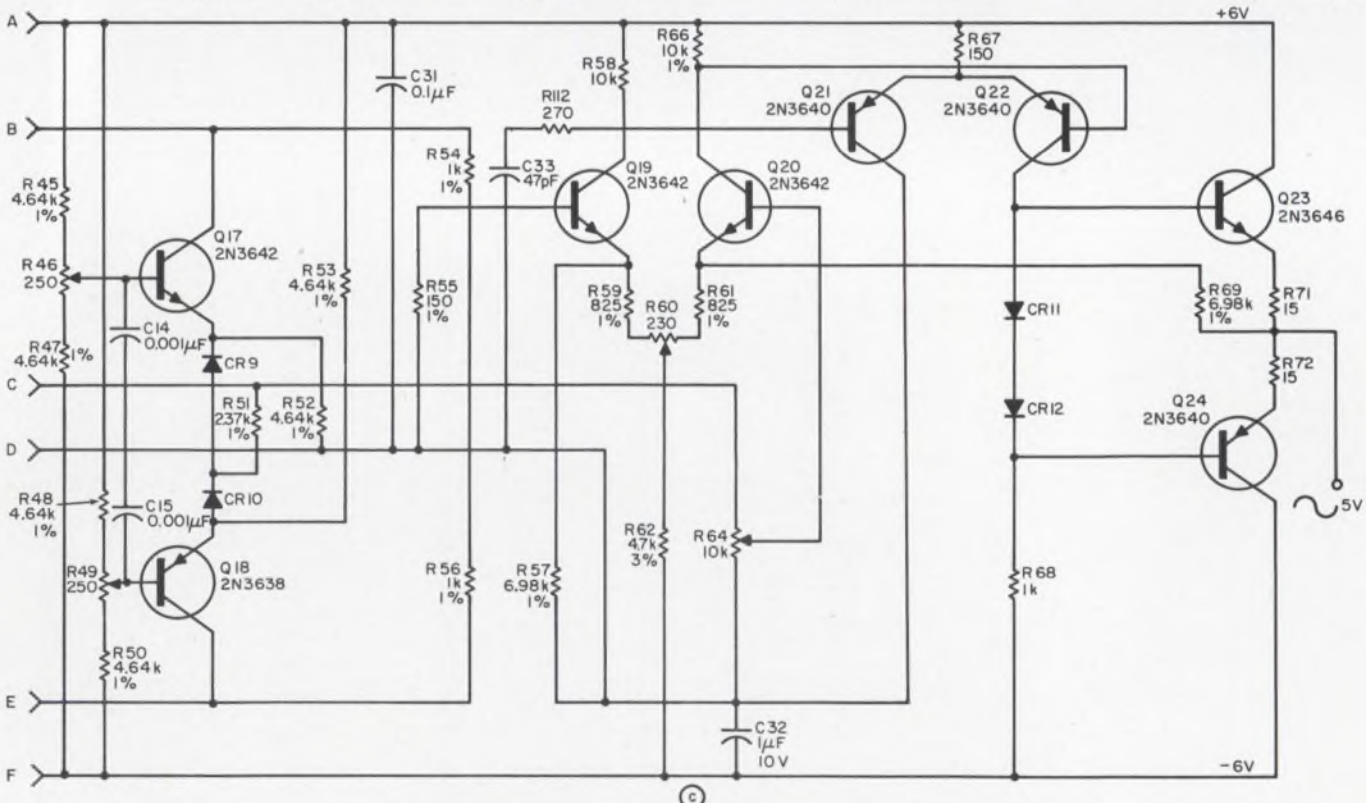 A
+6V
R66
10k
1%
R67
150
R58
10k
C31
0.1µF
Q21
2N3640
Q22
2N3640
R112
270
B
R54
1k
1%
C33
47pF
Q19
2N3642
Q20
2N3642
R45
4.64k
1%
Q23
2N3646
Q17
2N3642
R46
250
R53
4.64k
1%
R55
150
1%
R59
825
1%
R60
230
R61
825
1%
R69
6.98k
1%
R71
15
CR11
C14
0.001µF
R47
4.64k
1%
CR9
R72
15
C
R51
237k
1%
R52
4.64k
1%
CR12
Q24
2N3640
D
CR10
R48
4.64k
1%
C15
0.001µF
5V
R62
4.7k
3%
R64
10k
R49
250
Q18
2N3638
R56
1k
1%
R57
6.98k
1%
R68
1k
R50
4.64k
1%
E
C32
1µF
10V
F
-6V
C